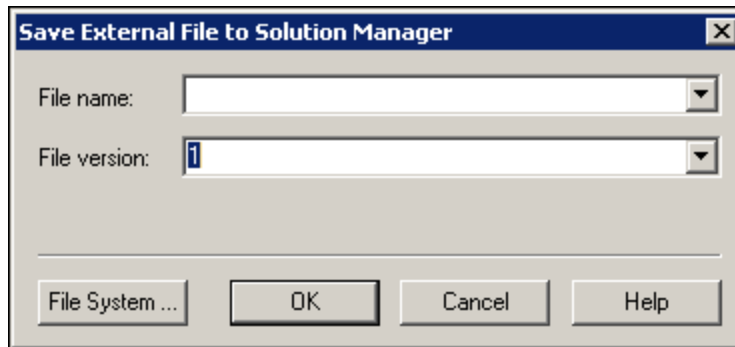 Save External File to Solution Manager
File name:
File version: 1
File System ... OK Cancel Help